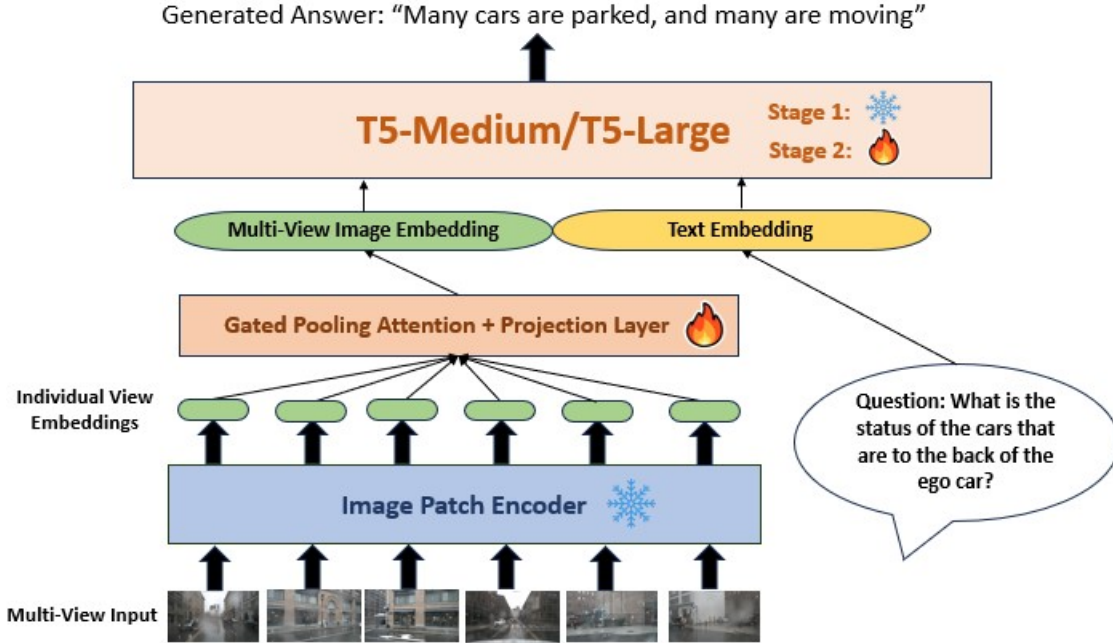 Generated Answer: “Many cars are parked, and many are moving”
T5-Medium/T5-Large
Stage 1:
Stage 2:
Multi-View Image Embedding
Text Embedding
Gated Pooling Attention + Projection Layer
Individual View
Embeddings
Question: What is the
status of the cars that
are to the back of the
ego car?
Image Patch Encoder
Multi-View Input